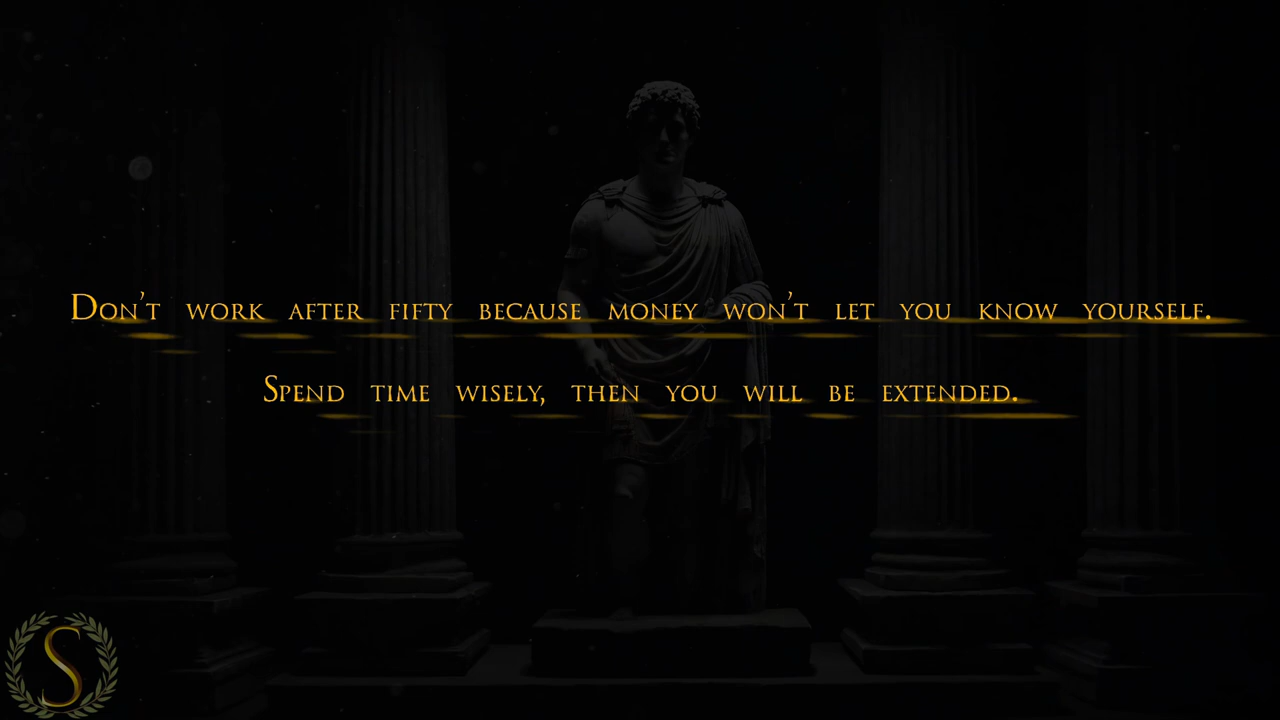 Don't work after fifty because money won't let you know yourself.
Spend time wisely, then you will be extended.
S